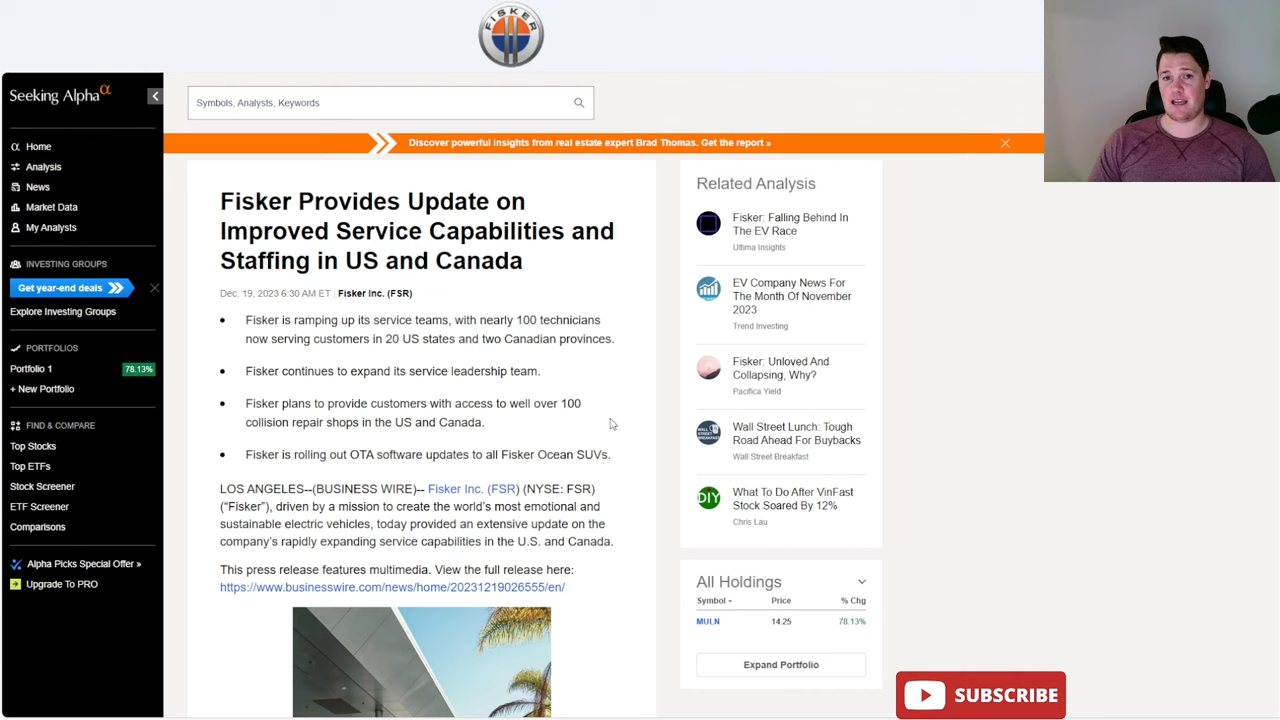 FISKER
Seeking Alpha α
Home
Analysis
News
Market Data
My Analysts
INVESTING GROUPS
Get year-end deals
Explore Investing Groups
PORTFOLIOS
Portfolio 1 78.13%
+ New Portfolio
FIND & COMPARE
Top Stocks
Top ETFs
Stock Screener
ETF Screener
Comparisons
Alpha Picks Special Offer »
Upgrade To PRO
Symbols, Analysts, Keywords
Discover powerful insights from real estate expert Brad Thomas. Get the report »
Fisker Provides Update on
Improved Service Capabilities and
Staffing in US and Canada
Dec. 19, 2023 6:30 AM ET | Fisker Inc. (FSR)
• Fisker is ramping up its service teams, with nearly 100 technicians
now serving customers in 20 US states and two Canadian provinces.
• Fisker continues to expand its service leadership team.
• Fisker plans to provide customers with access to well over 100
collision repair shops in the US and Canada.
• Fisker is rolling out OTA software updates to all Fisker Ocean SUVs.
LOS ANGELES--(BUSINESS WIRE)-- Fisker Inc. (FSR) (NYSE: FSR)
(“Fisker”), driven by a mission to create the world’s most emotional and
sustainable electric vehicles, today provided an extensive update on the
company’s rapidly expanding service capabilities in the U.S. and Canada.
This press release features multimedia. View the full release here:
https://www.businesswire.com/news/home/20231219026555/en/
Related Analysis
Fisker: Falling Behind In
The EV Race
Ultima Insights
EV Company News For
The Month Of November
2023
Trend Investing
Fisker: Unloved And
Collapsing, Why?
Pacifica Yield
WALL STREET BREAKFAST
Wall Street Lunch: Tough
Road Ahead For Buybacks
Wall Street Breakfast
DIY
What To Do After VinFast
Stock Soared By 12%
Chris Lau
All Holdings
Symbol Price % Chg
MULN 14.25 78.13%
Expand Portfolio
SUBSCRIBE